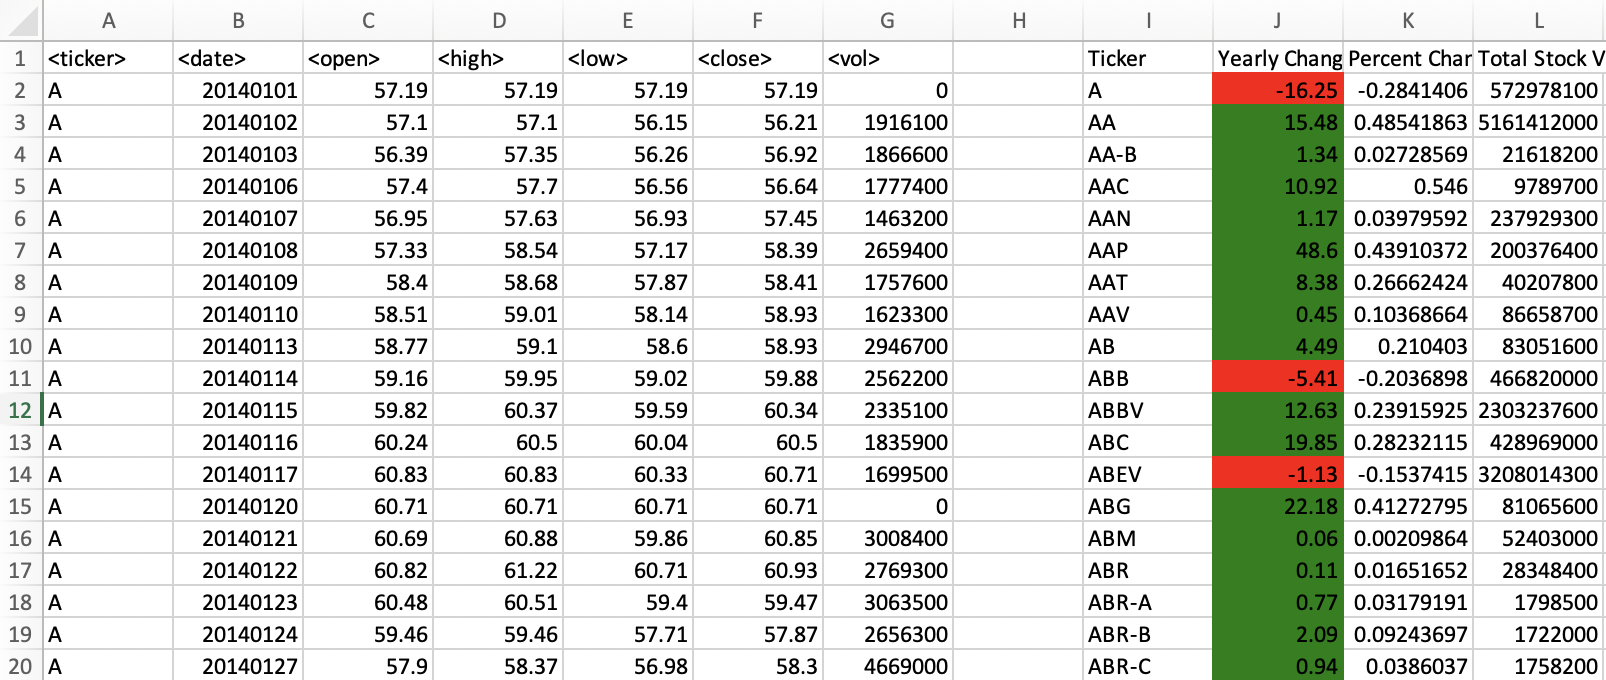 A B C D E F G H I J K L
1 <ticker> <date> <open> <high> <low> <close> <vol> Ticker Yearly Chang Percent Char Total Stock V
2 A 20140101 57.19 57.19 57.19 57.19 0 A -16.25 -0.2841406 572978100
3 A 20140102 57.1 57.1 56.15 56.21 1916100 AA 15.48 0.48541863 5161412000
4 A 20140103 56.39 57.35 56.26 56.92 1866600 AA-B 1.34 0.02728569 21618200
5 A 20140106 57.4 57.7 56.56 56.64 1777400 AAC 10.92 0.546 9789700
6 A 20140107 56.95 57.63 56.93 57.45 1463200 AAN 1.17 0.03979592 237929300
7 A 20140108 57.33 58.54 57.17 58.39 2659400 AAP 48.6 0.43910372 200376400
8 A 20140109 58.4 58.68 57.87 58.41 1757600 AAT 8.38 0.26662424 40207800
9 A 20140110 58.51 59.01 58.14 58.93 1623300 AAV 0.45 0.10368664 86658700
10 A 20140113 58.77 59.1 58.6 58.93 2946700 AB 4.49 0.210403 83051600
11 A 20140114 59.16 59.95 59.02 59.88 2562200 ABB -5.41 -0.2036898 466820000
12 A 20140115 59.82 60.37 59.59 60.34 2335100 ABBV 12.63 0.23915925 2303237600
13 A 20140116 60.24 60.5 60.04 60.5 1835900 ABC 19.85 0.28232115 428969000
14 A 20140117 60.83 60.83 60.33 60.71 1699500 ABEV -1.13 -0.1537415 3208014300
15 A 20140120 60.71 60.71 60.71 60.71 0 ABG 22.18 0.41272795 81065600
16 A 20140121 60.69 60.88 59.86 60.85 3008400 ABM 0.06 0.00209864 52403000
17 A 20140122 60.82 61.22 60.71 60.93 2769300 ABR 0.11 0.01651652 28348400
18 A 20140123 60.48 60.51 59.4 59.47 3063500 ABR-A 0.77 0.03179191 1798500
19 A 20140124 59.46 59.46 57.71 57.87 2656300 ABR-B 2.09 0.09243697 1722000
20 A 20140127 57.9 58.37 56.98 58.3 4669000 ABR-C 0.94 0.0386037 1758200